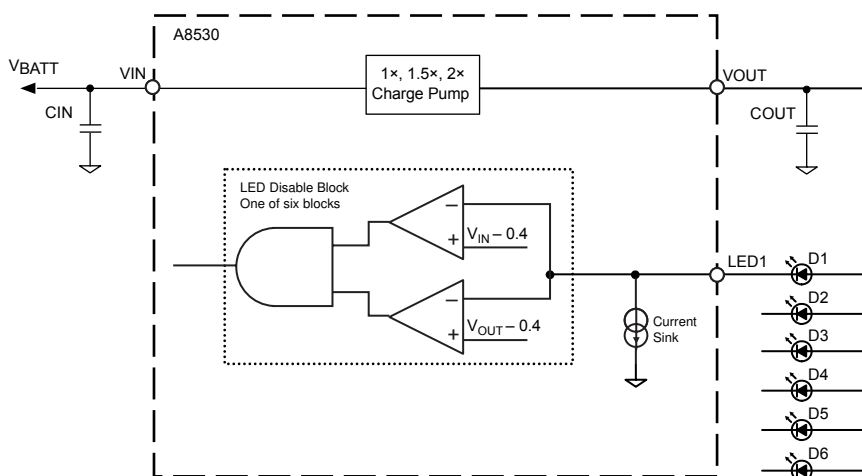 A8530
VBATT
VIN
1×, 1.5×, 2×
Charge Pump
VOUT
CIN
COUT
LED Disable Block
One of six blocks
–
+
VIN – 0.4
–
+
VOUT – 0.4
Current
Sink
LED1
D1
D2
D3
D4
D5
D6